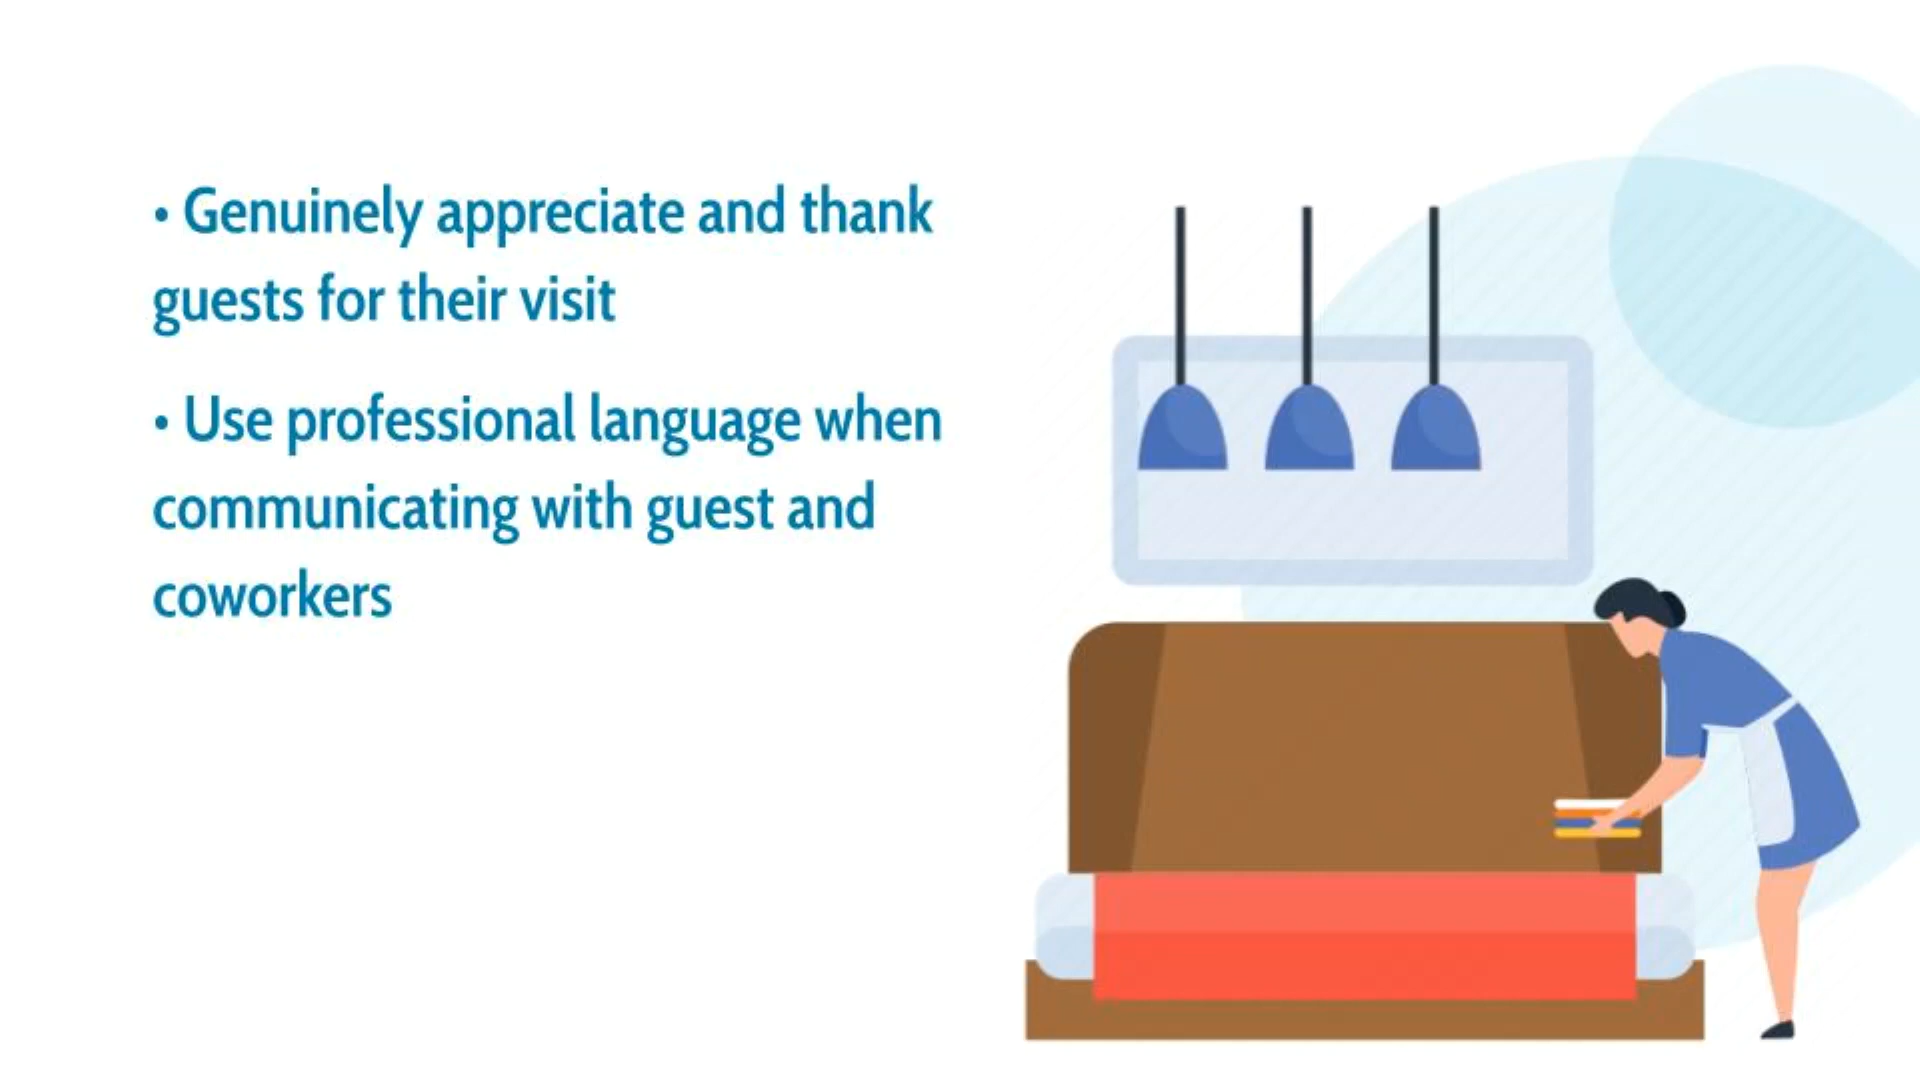 • Genuinely appreciate and thank
guests for their visit
• Use professional language when
communicating with guest and
coworkers